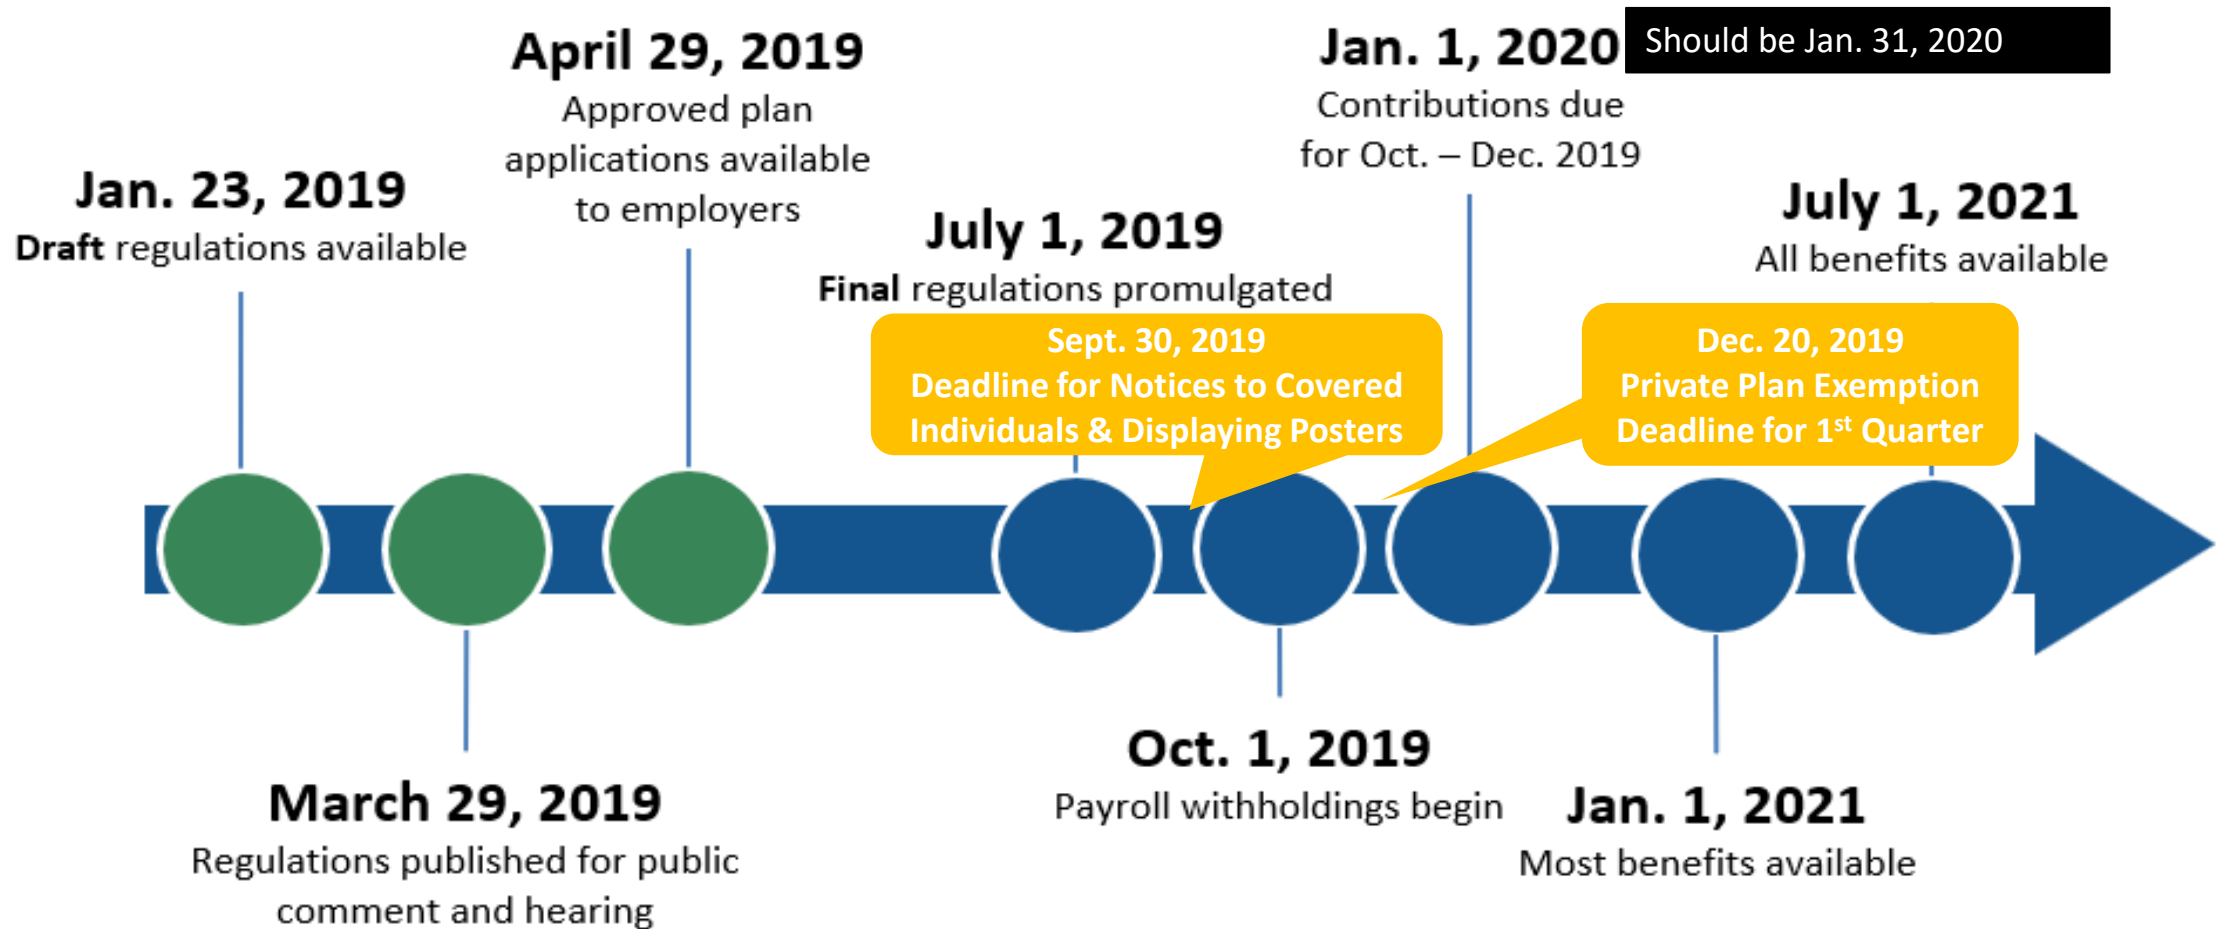 Jan. 23, 2019
Draft regulations available
March 29, 2019
Regulations published for public
comment and hearing
April 29, 2019
Approved plan
applications available
to employers
July 1, 2019
Final regulations promulgated
Sept. 30, 2019
Deadline for Notices to Covered
Individuals & Displaying Posters
Oct. 1, 2019
Payroll withholdings begin
Dec. 20, 2019
Private Plan Exemption
Deadline for 1st Quarter
Jan. 1, 2020
Should be Jan. 31, 2020
Contributions due
for Oct. – Dec. 2019
Jan. 1, 2021
Most benefits available
July 1, 2021
All benefits available